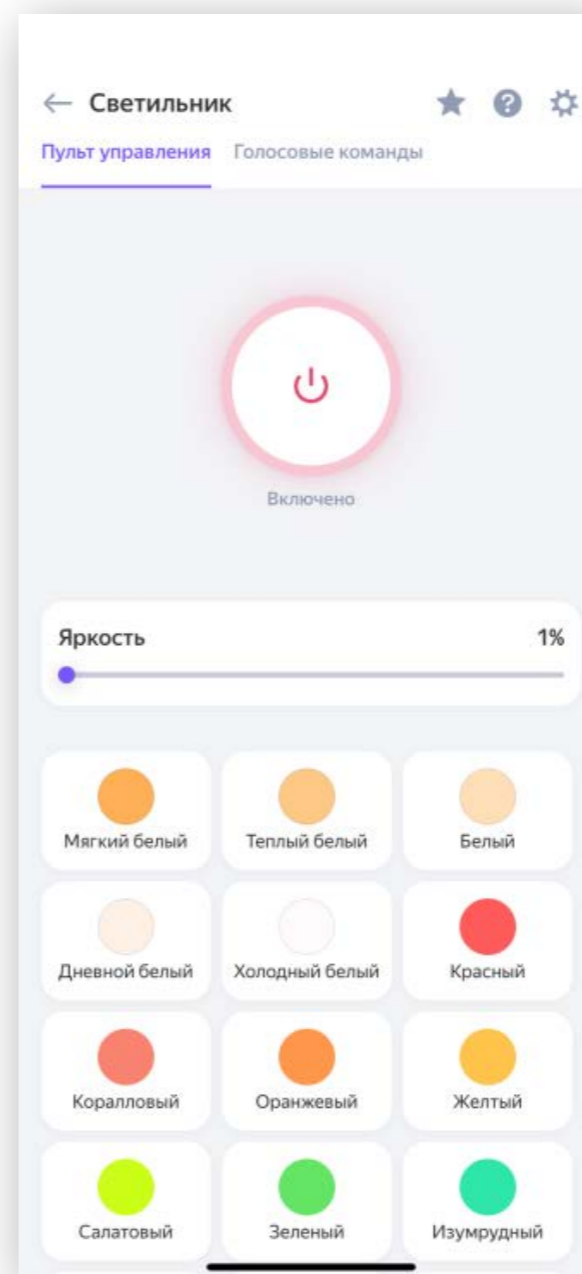 Светильник
Пульт управления Голосовые команды
Включено
Яркость 1%
Мягкий белый Теплый белый Белый
Дневной белый Холодный белый Красный
Коралловый Оранжевый Желтый
Салатовый Зеленый Изумрудный